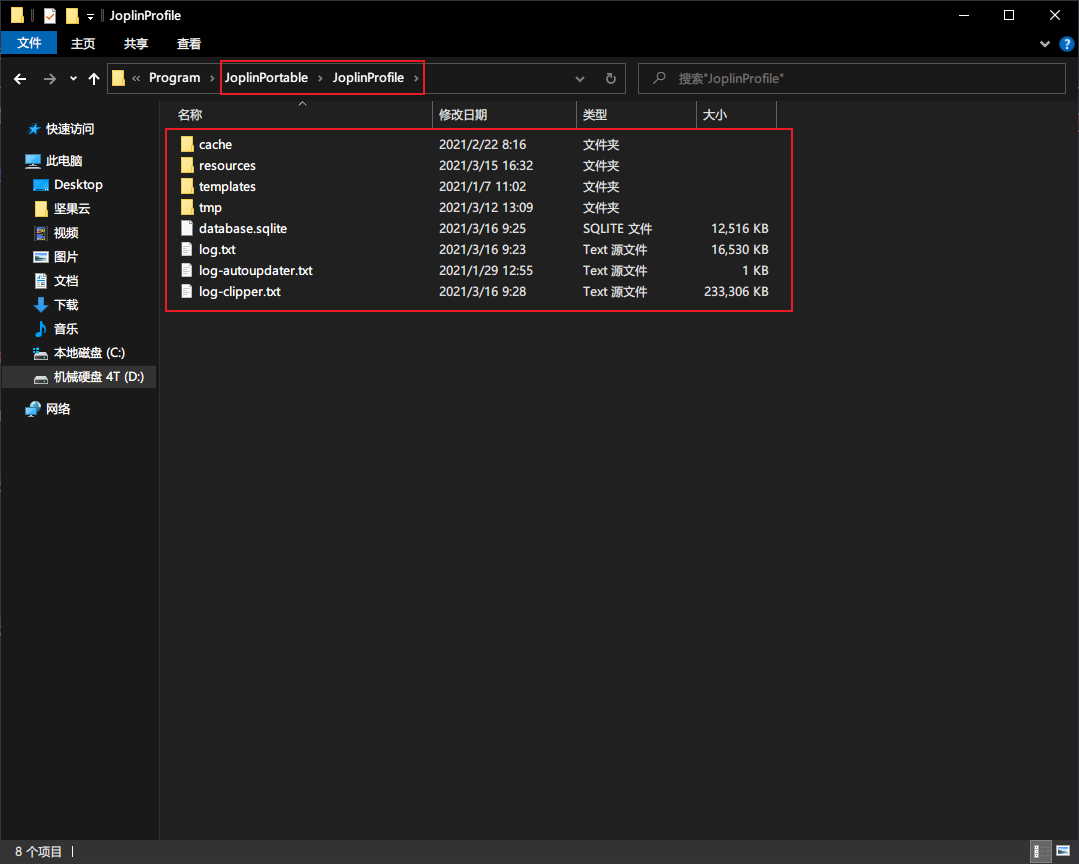 JoplinProfile
文件 主页 共享 查看
« Program › JoplinPortable › JoplinProfile › 搜索"JoplinProfile"
名称 修改日期 类型 大小
快速访问
此电脑
Desktop
坚果云
视频
图片
文档
下载
音乐
本地磁盘 (C:)
机械硬盘 4T (D:)
网络
cache 2021/2/22 8:16 文件夹
resources 2021/3/15 16:32 文件夹
templates 2021/1/7 11:02 文件夹
tmp 2021/3/12 13:09 文件夹
database.sqlite 2021/3/16 9:25 SQLITE 文件 12,516 KB
log.txt 2021/3/16 9:23 Text 源文件 16,530 KB
log-autoupdater.txt 2021/1/29 12:55 Text 源文件 1 KB
log-clipper.txt 2021/3/16 9:28 Text 源文件 233,306 KB
8 个项目